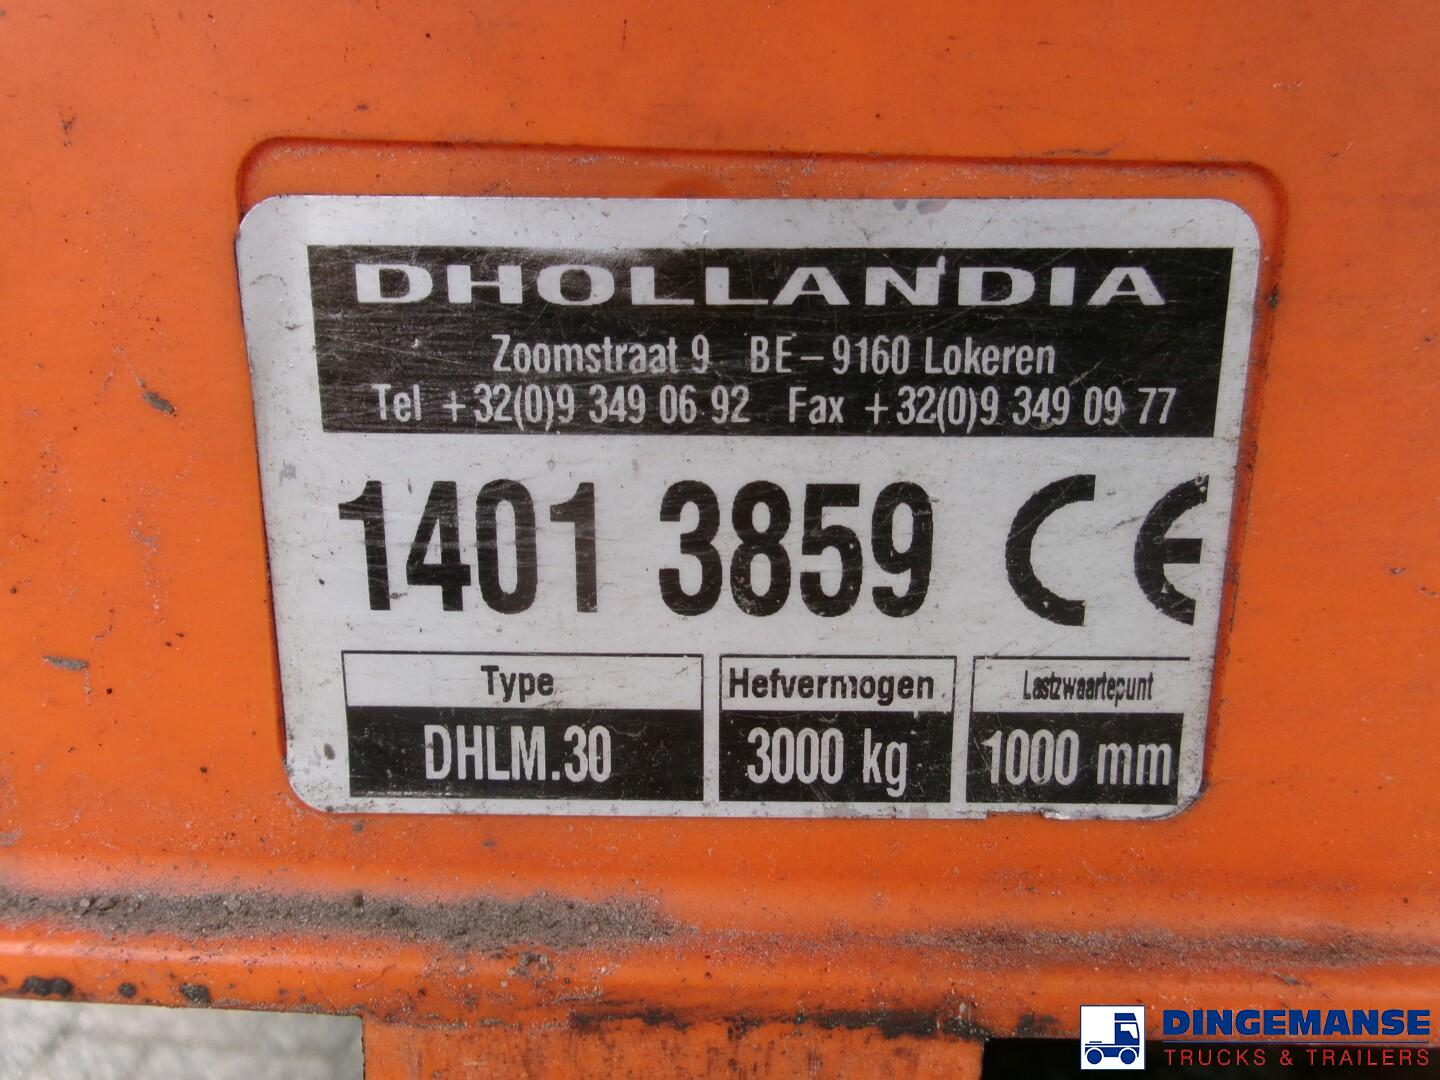 DHOLLANDIA
Zoomstraat 9 BE-9160 Lokeren
Tel +32(0)9 349 06 92 Fax +32(0)9 349 09 77
1401 3859 CE
Type Hefvermogen Lastzwaartepunt
DHLM.30 3000 kg 1000 mm
DINGEMANSE
TRUCKS & TRAILERS